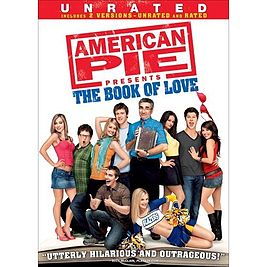 UNRATED
INCLUDES 2 VERSIONS - UNRATED AND RATED
AMERICAN
PIE
PRESENTS
THE BOOK OF LOVE
"UTTERLY HILARIOUS AND OUTRAGEOUS!"